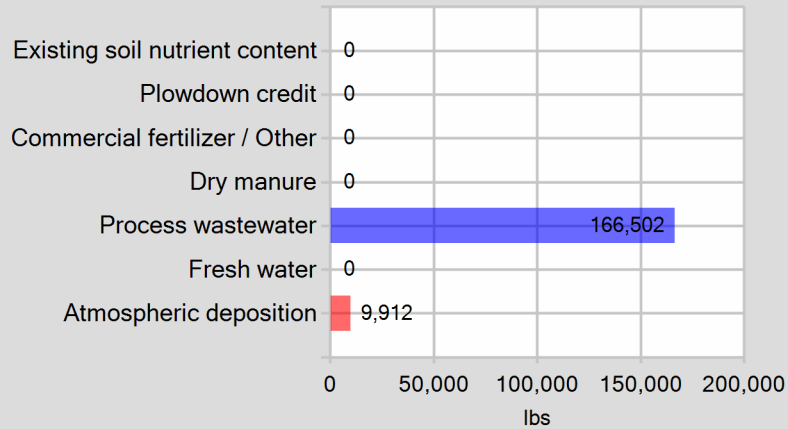 Existing soil nutrient content 0
Plowdown credit 0
Commercial fertilizer / Other 0
Dry manure 0
Process wastewater 166,502
Fresh water 0
Atmospheric deposition 9,912
0 50,000 100,000 150,000 200,000
lbs